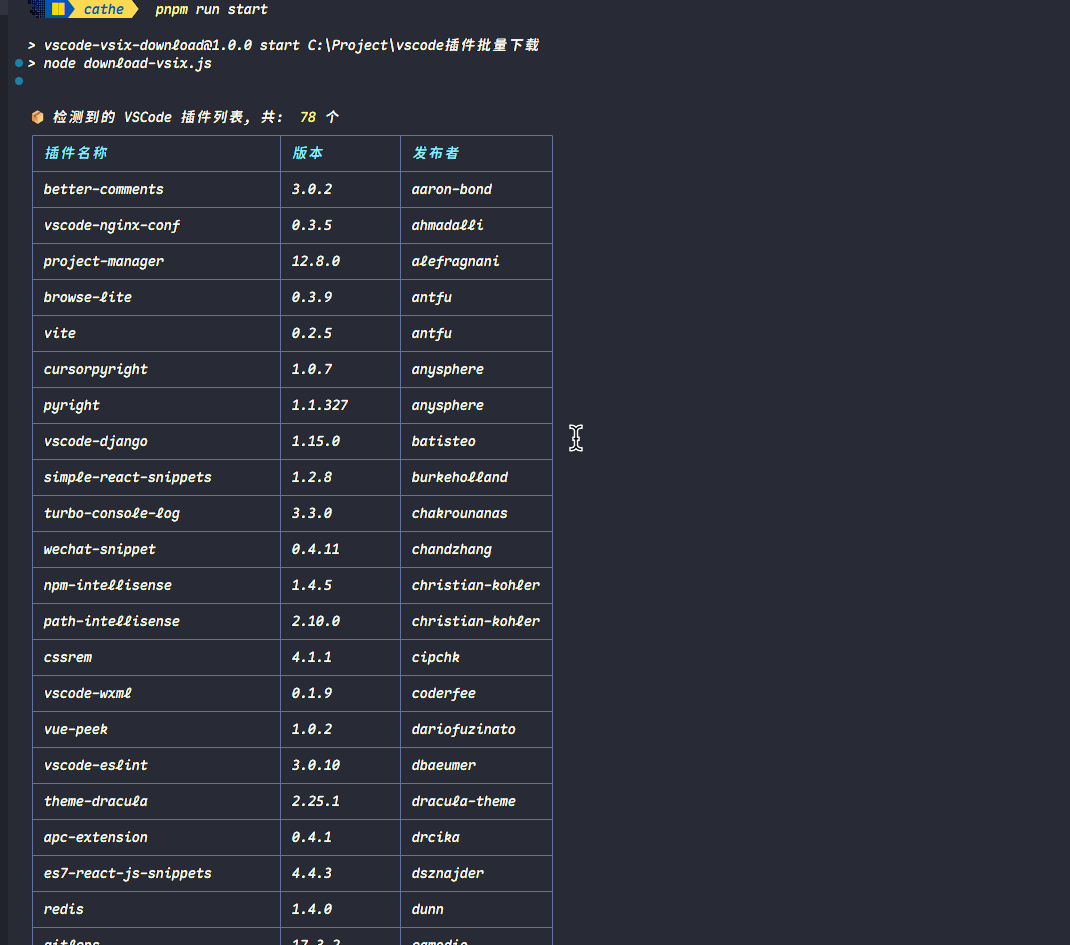 cathe pnpm run start
> vscode-vsix-download@1.0.0 start C:\Project\vscode插件批量下载
> node download-vsix.js
检测到的 VSCode 插件列表, 共: 78 个
插件名称 版本 发布者
better-comments 3.0.2 aaron-bond
vscode-nginx-conf 0.3.5 ahmadalli
project-manager 12.8.0 alefragnani
browse-lite 0.3.9 antfu
vite 0.2.5 antfu
cursorpyright 1.0.7 anysphere
pyright 1.1.327 anysphere
vscode-django 1.15.0 batisteo
simple-react-snippets 1.2.8 burkeholland
turbo-console-log 3.3.0 chakrounanas
wechat-snippet 0.4.11 chandzhang
npm-intellisense 1.4.5 christian-kohler
path-intellisense 2.10.0 christian-kohler
cssrem 4.1.1 cipchk
vscode-wxml 0.1.9 coderfee
vue-peek 1.0.2 dariofuzinato
vscode-eslint 3.0.10 dbaeumer
theme-dracula 2.25.1 dracula-theme
apc-extension 0.4.1 drcika
es7-react-js-snippets 4.4.3 dsznajder
redis 1.4.0 dunn
gitlens 17.3.2 eamodio